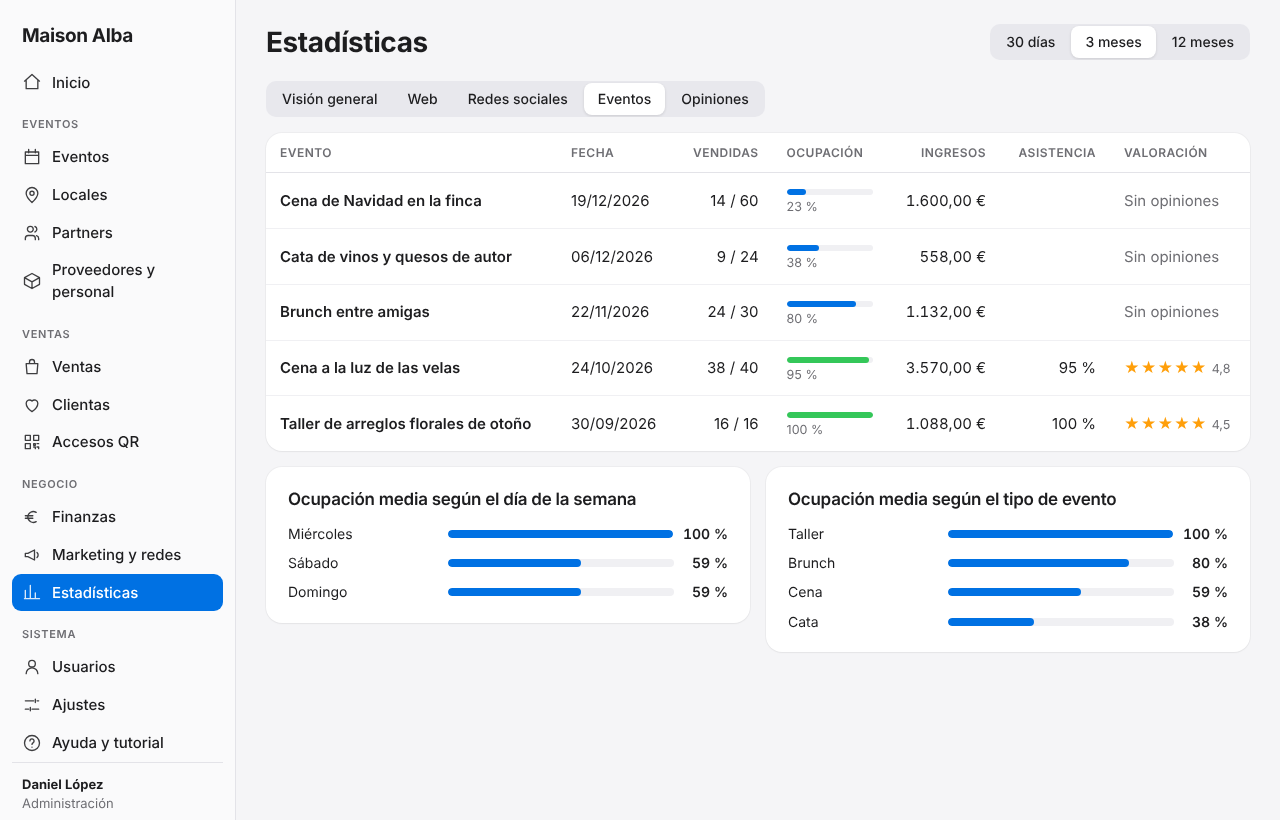 Maison Alba
Inicio
EVENTOS
Eventos
Locales
Partners
Proveedores y
personal
VENTAS
Ventas
Clientas
Accesos QR
NEGOCIO
Finanzas
Marketing y redes
Estadísticas
SISTEMA
Usuarios
Ajustes
Ayuda y tutorial
Daniel López
Administración
Estadísticas
30 días 3 meses 12 meses
Visión general Web Redes sociales Eventos Opiniones
EVENTO FECHA VENDIDAS OCUPACIÓN INGRESOS ASISTENCIA VALORACIÓN
Cena de Navidad en la finca 19/12/2026 14 / 60 23 % 1.600,00 € Sin opiniones
Cata de vinos y quesos de autor 06/12/2026 9 / 24 38 % 558,00 € Sin opiniones
Brunch entre amigas 22/11/2026 24 / 30 80 % 1.132,00 € Sin opiniones
Cena a la luz de las velas 24/10/2026 38 / 40 95 % 3.570,00 € 95 % ★★★★★ 4,8
Taller de arreglos florales de otoño 30/09/2026 16 / 16 100 % 1.088,00 € 100 % ★★★★★ 4,5
Ocupación media según el día de la semana
Miércoles 100 %
Sábado 59 %
Domingo 59 %
Ocupación media según el tipo de evento
Taller 100 %
Brunch 80 %
Cena 59 %
Cata 38 %